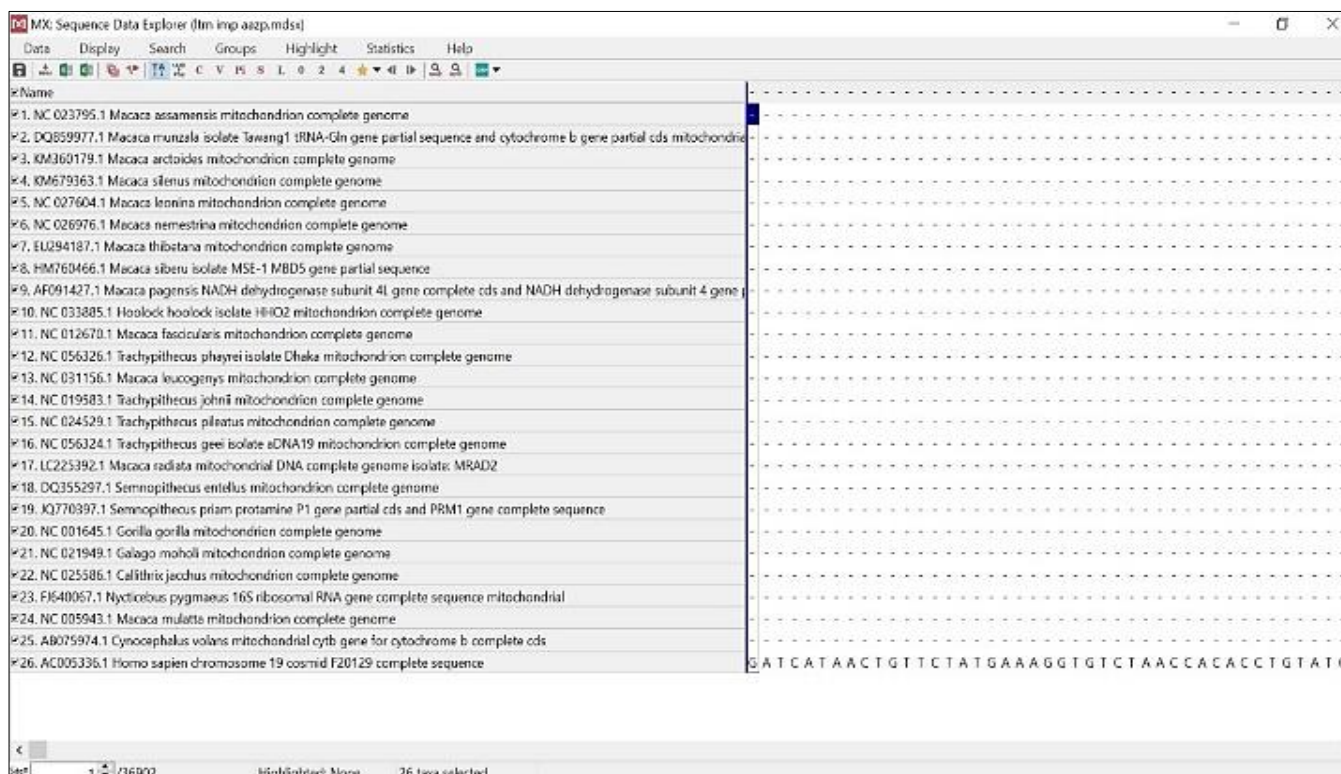 MX: Sequence Data Explorer (ltm imp aazp.mdsx)
Data Display Search Groups Highlight Statistics Help
C V Pi S L 0 2 4
Name
1. NC 023795.1 Macaca assamensis mitochondrion complete genome
2. DQ859977.1 Macaca munzala isolate Tawang1 tRNA-Gln gene partial sequence and cytochrome b gene partial cds mitochondria
3. KM360179.1 Macaca arctoides mitochondrion complete genome
4. KM679363.1 Macaca silenus mitochondrion complete genome
5. NC 027604.1 Macaca leonina mitochondrion complete genome
6. NC 026976.1 Macaca nemestrina mitochondrion complete genome
7. EU294187.1 Macaca thibetana mitochondrion complete genome
8. HM760466.1 Macaca siberu isolate MSE-1 MBD5 gene partial sequence
9. AF091427.1 Macaca pagensis NADH dehydrogenase subunit 4L gene complete cds and NADH dehydrogenase subunit 4 gene
10. NC 033885.1 Hoolock hoolock isolate HHO2 mitochondrion complete genome
11. NC 012670.1 Macaca fascicularis mitochondrion complete genome
12. NC 056326.1 Trachypithecus phayrei isolate Dhaka mitochondrion complete genome
13. NC 031156.1 Macaca leucogenys mitochondrion complete genome
14. NC 019583.1 Trachypithecus johnii mitochondrion complete genome
15. NC 024529.1 Trachypithecus pileatus mitochondrion complete genome
16. NC 056324.1 Trachypithecus geei isolate aDNA19 mitochondrion complete genome
17. LC225392.1 Macaca radiata mitochondrial DNA complete genome isolate: MRAD2
18. DQ355297.1 Semnopithecus entellus mitochondrion complete genome
19. JQ770397.1 Semnopithecus priam protamine P1 gene partial cds and PRM1 gene complete sequence
20. NC 001645.1 Gorilla gorilla mitochondrion complete genome
21. NC 021949.1 Galago moholi mitochondrion complete genome
22. NC 025586.1 Callithrix jacchus mitochondrion complete genome
23. FJ640067.1 Nycticebus pygmaeus 16S ribosomal RNA gene complete sequence mitochondrial
24. NC 005943.1 Macaca mulatta mitochondrion complete genome
25. AB075974.1 Cynocephalus volans mitochondrial cytb gene for cytochrome b complete cds
26. AC005336.1 Homo sapien chromosome 19 cosmid F20129 complete sequence G A T C A T A A C T G T T C T A T G A A A G G T G T C T A A C C A C A C C T G T A T
1 /36902 Highlighted: None 26 taxa selected